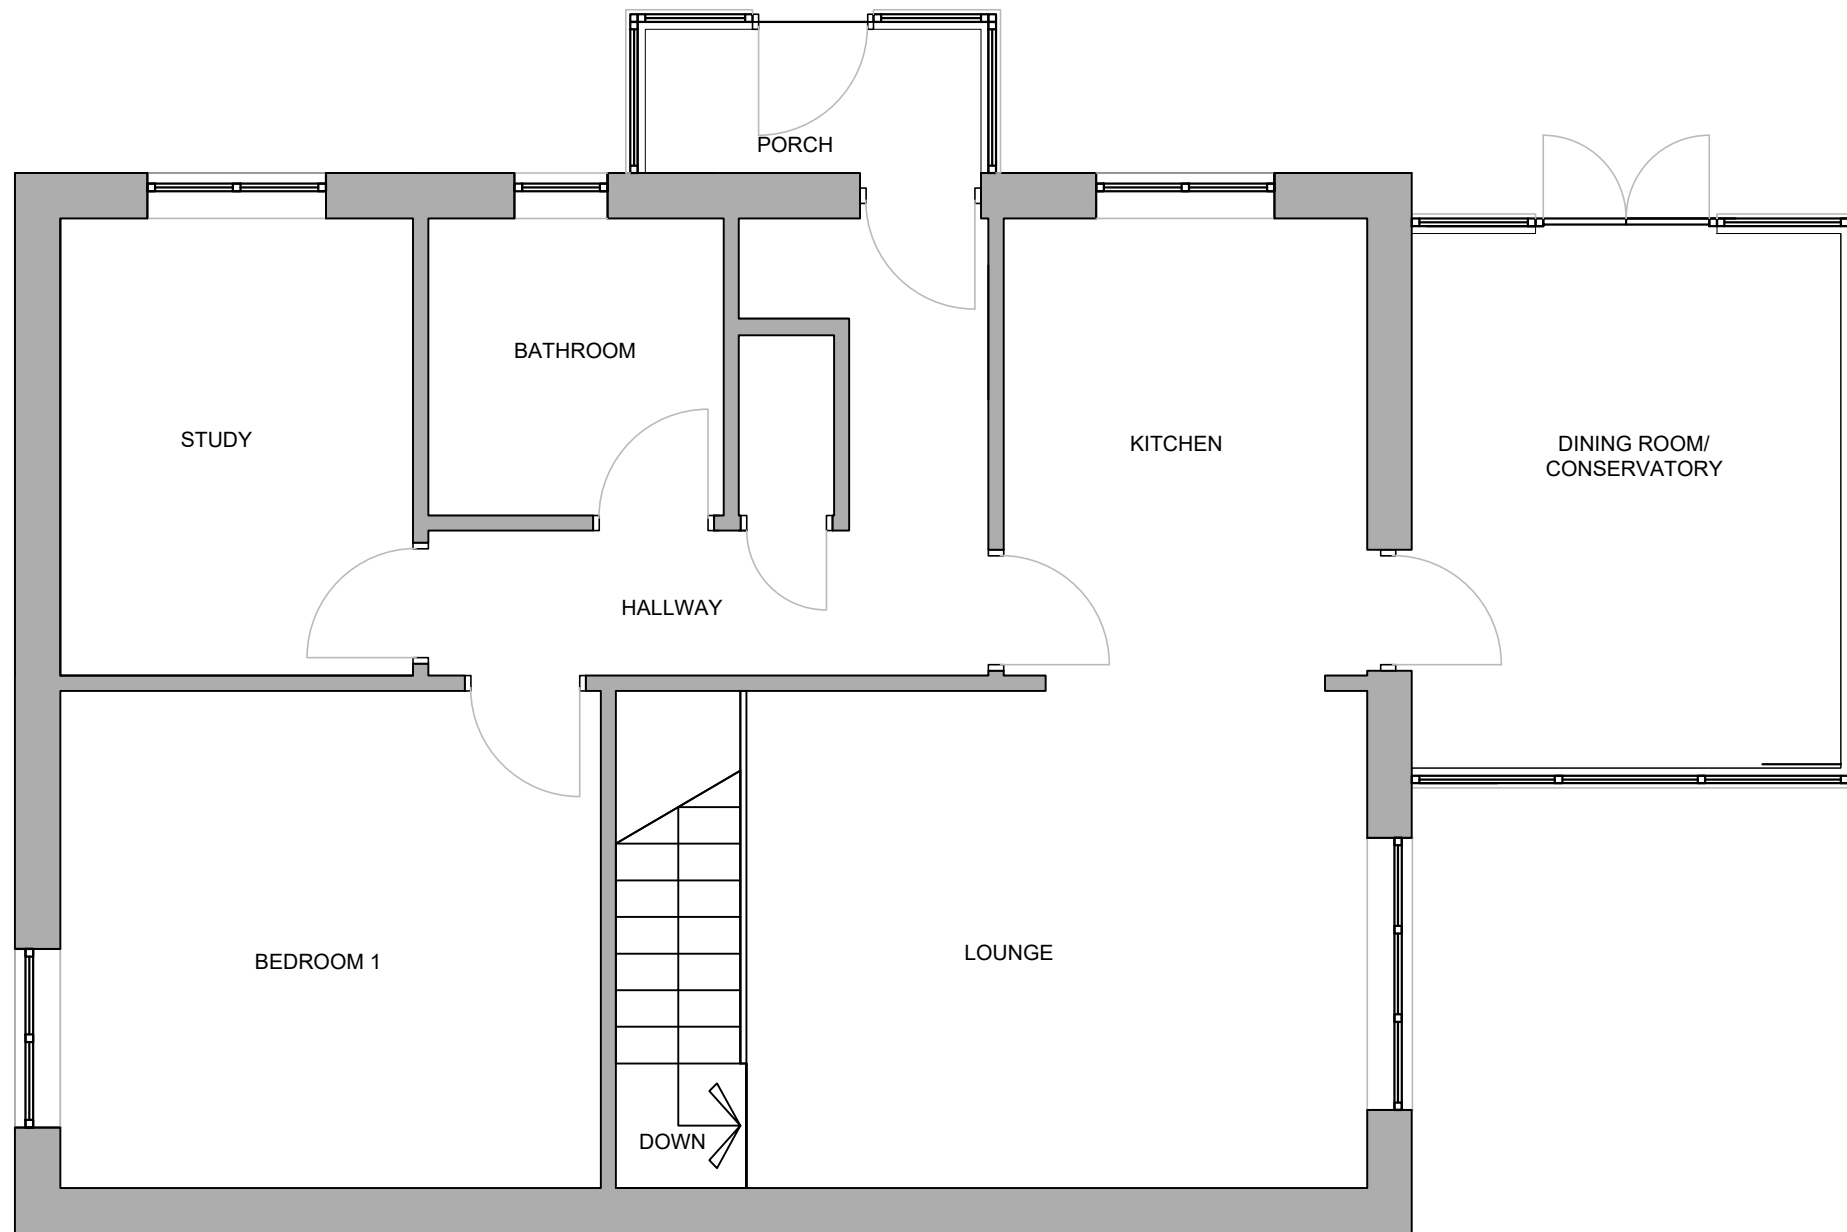 PORCH
BATHROOM
STUDY
KITCHEN
DINING ROOM/
CONSERVATORY
HALLWAY
BEDROOM 1
LOUNGE
DOWN